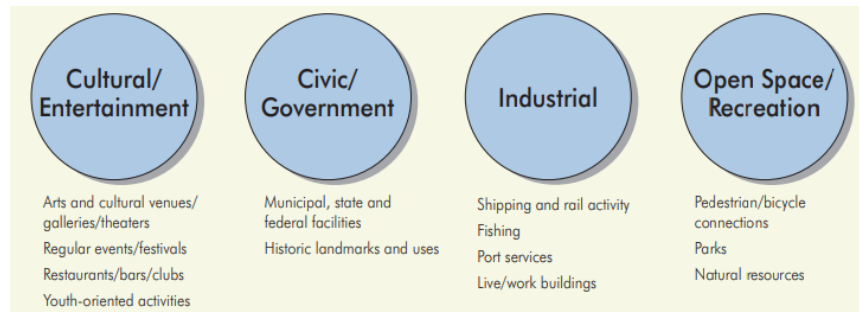 Cultural/
Entertainment
Arts and cultural venues/
galleries/theaters
Regular events/festivals
Restaurants/bars/clubs
Youth-oriented activities
Civic/
Government
Municipal, state and
federal facilities
Historic landmarks and uses
Industrial
Shipping and rail activity
Fishing
Port services
Live/work buildings
Open Space/
Recreation
Pedestrian/bicycle
connections
Parks
Natural resources